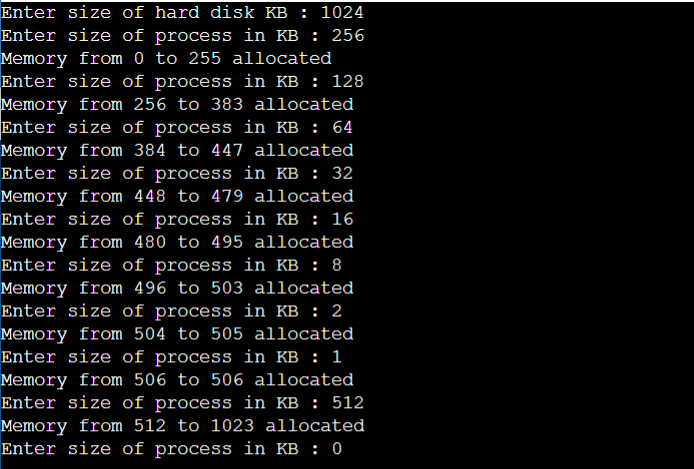 Enter size of hard disk KB : 1024
Enter size of process in KB : 256
Memory from 0 to 255 allocated
Enter size of process in KB : 128
Memory from 256 to 383 allocated
Enter size of process in KB : 64
Memory from 384 to 447 allocated
Enter size of process in KB : 32
Memory from 448 to 479 allocated
Enter size of process in KB : 16
Memory from 480 to 495 allocated
Enter size of process in KB : 8
Memory from 496 to 503 allocated
Enter size of process in KB : 2
Memory from 504 to 505 allocated
Enter size of process in KB : 1
Memory from 506 to 506 allocated
Enter size of process in KB : 512
Memory from 512 to 1023 allocated
Enter size of process in KB : 0